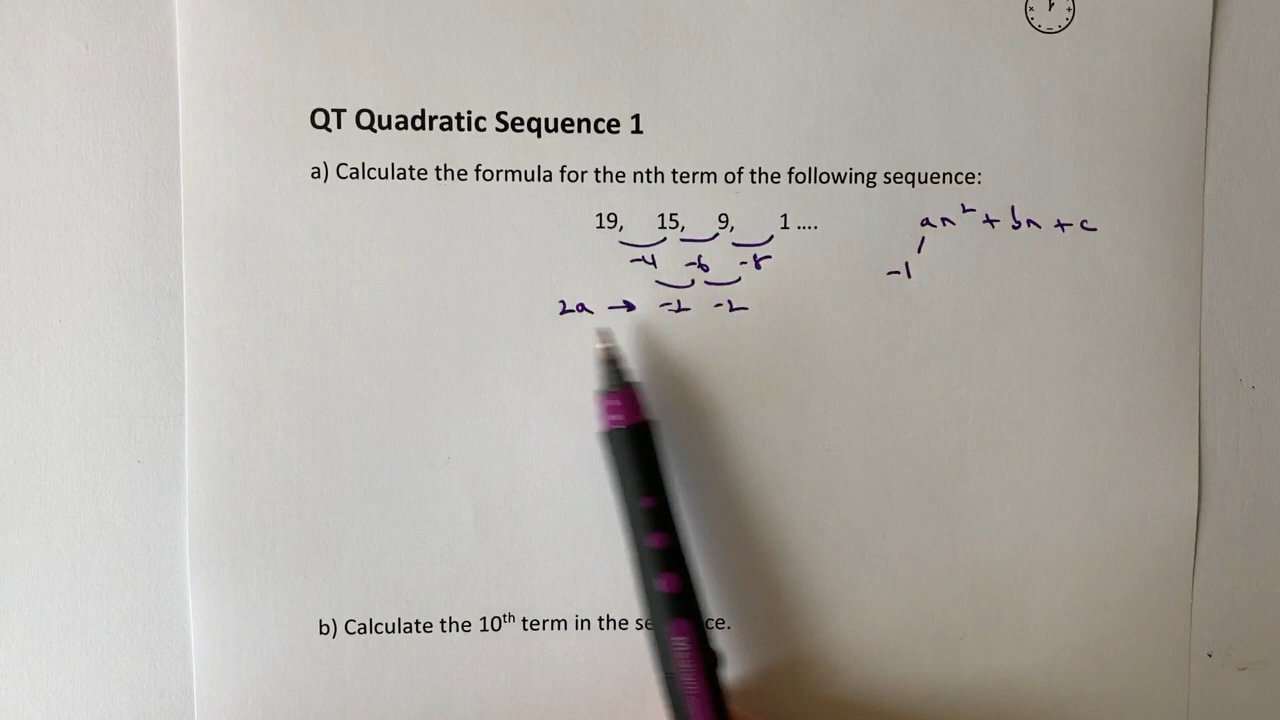 QT Quadratic Sequence 1
a) Calculate the formula for the nth term of the following sequence:
19, 15, 9, 1 .... an² + bn + c
-4 -6 -8 -1
2a → -2 -2
b) Calculate the 10th term in the se ce.